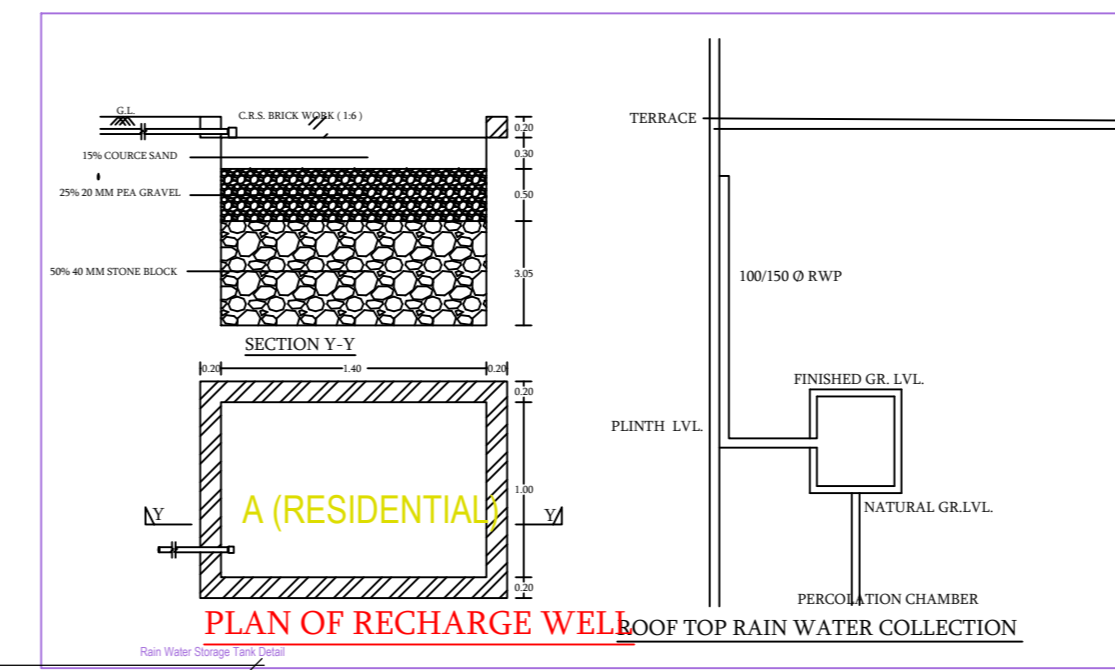 G.L.
C.R.S. BRICK WORK ( 1:6 )
0.20
15% COURCE SAND
0.30
25% 20 MM PEA GRAVEL
0.50
50% 40 MM STONE BLOCK
3.05
SECTION Y-Y
0.20
1.40
0.20
0.20
1.00
A (RESIDENTIAL)
Y
Y
0.20
PLAN OF RECHARGE WELL
Rain Water Storage Tank Detail
TERRACE
100/150 Ø RWP
FINISHED GR. LVL.
PLINTH LVL.
NATURAL GR.LVL.
PERCOLATION CHAMBER
ROOF TOP RAIN WATER COLLECTION